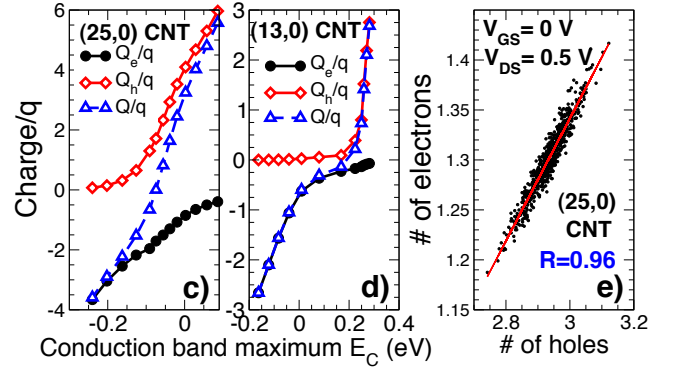 (25,0) CNT
Qe/q
Qh/q
Q/q
Charge/q
6
4
2
0
-2
-4
-0.2
0
c)
(13,0) CNT
Qe/q
Qh/q
Q/q
3
2
1
0
-1
-2
-3
-0.2
0
0.2
0.4
d)
Conduction band maximum EC (eV)
VGS= 0 V
VDS= 0.5 V
# of electrons
1.4
1.35
1.3
1.25
1.2
1.15
2.8
3
3.2
# of holes
(25,0)
CNT
R=0.96
e)